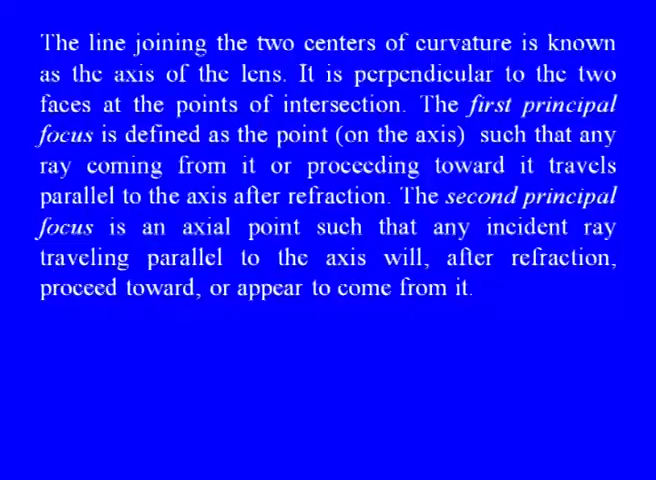 The line joining the two centers of curvature is known
as the axis of the lens. It is perpendicular to the two
faces at the points of intersection. The first principal
focus is defined as the point (on the axis) such that any
ray coming from it or proceeding toward it travels
parallel to the axis after refraction. The second principal
focus is an axial point such that any incident ray
traveling parallel to the axis will, after refraction,
proceed toward, or appear to come from it.